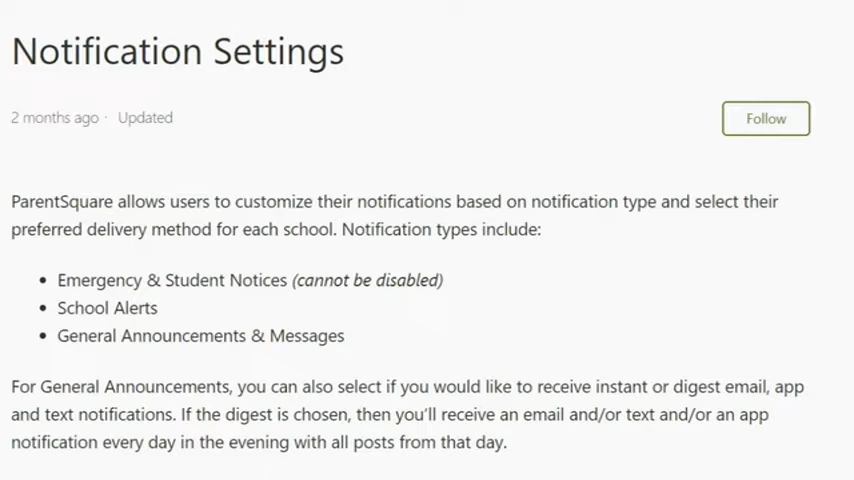 Notification Settings
2 months ago · Updated
Follow
ParentSquare allows users to customize their notifications based on notification type and select their
preferred delivery method for each school. Notification types include:
• Emergency & Student Notices (cannot be disabled)
• School Alerts
• General Announcements & Messages
For General Announcements, you can also select if you would like to receive instant or digest email, app
and text notifications. If the digest is chosen, then you’ll receive an email and/or text and/or an app
notification every day in the evening with all posts from that day.